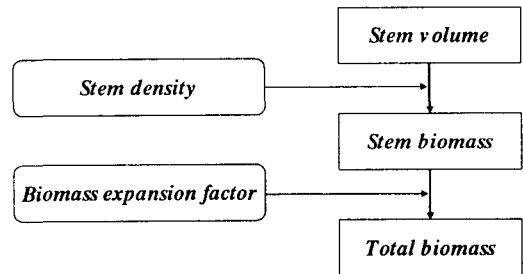 Stem volume
Stem density
Stem biomass
Biomass expansion factor
Total biomass